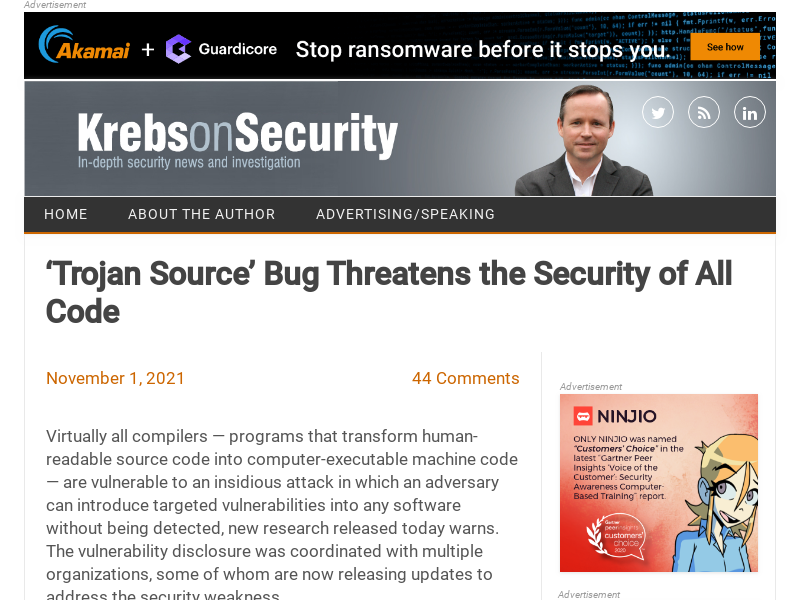 Advertisement
Akamai + Guardicore Stop ransomware before it stops you. See how
KrebsonSecurity
In-depth security news and investigation
HOME ABOUT THE AUTHOR ADVERTISING/SPEAKING
‘Trojan Source’ Bug Threatens the Security of All
Code
November 1, 2021 44 Comments
Virtually all compilers — programs that transform human-
readable source code into computer-executable machine code
— are vulnerable to an insidious attack in which an adversary
can introduce targeted vulnerabilities into any software
without being detected, new research released today warns.
The vulnerability disclosure was coordinated with multiple
organizations, some of whom are now releasing updates to
address the security weakness.
Advertisement
NINJIO
ONLY NINJIO was named
"Customers' Choice" in the
latest "Gartner Peer
Insights 'Voice of the
Customer': Security
Awareness Computer-
Based Training" report.
Gartner
peerinsights
customers'
choice
2020
Advertisement